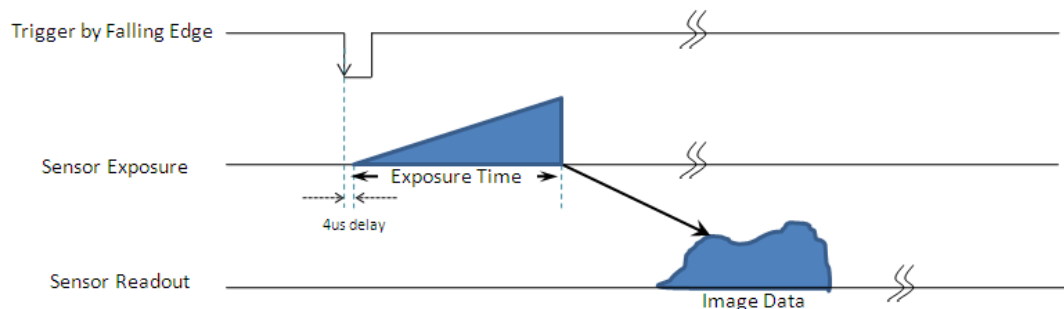 Trigger by Falling Edge
Sensor Exposure
Exposure Time
4us delay
Sensor Readout
Image Data